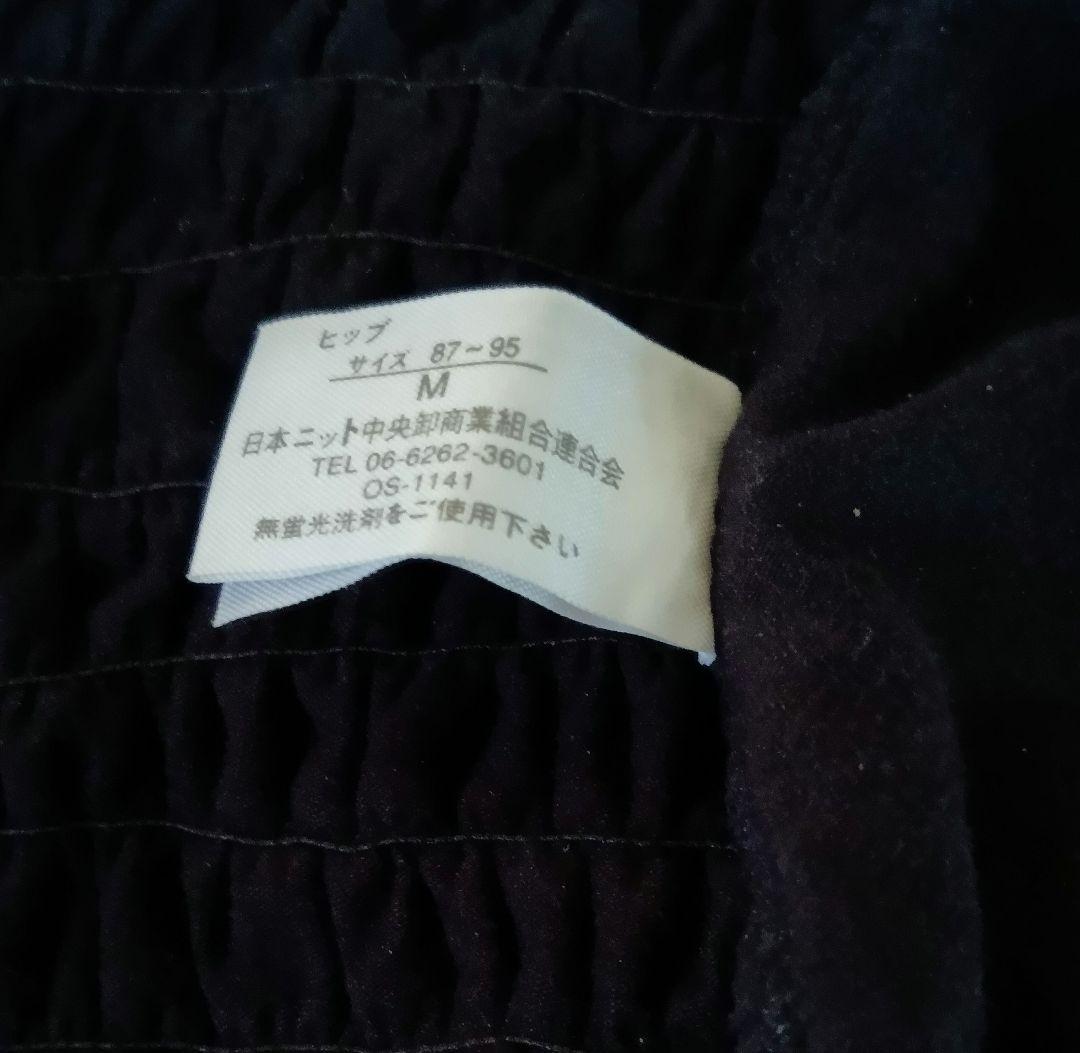 ヒップ
サイズ 87～95
M
日本ニット中央卸商業組合連合会
TEL 06-6262-3601
OS-1141
無蛍光洗剤をご使用下さい